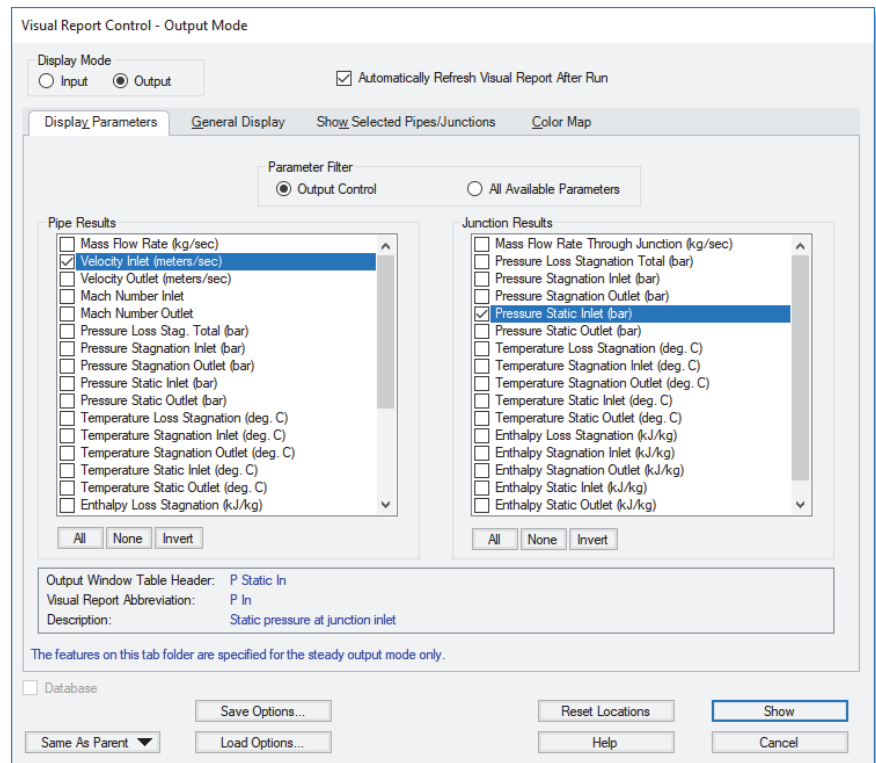 Visual Report Control - Output Mode
Display Mode
Input Output
Automatically Refresh Visual Report After Run
Display Parameters General Display Show Selected Pipes/Junctions Color Map
Parameter Filter
Output Control All Available Parameters
Pipe Results
Mass Flow Rate (kg/sec)
Velocity Inlet (meters/sec)
Velocity Outlet (meters/sec)
Mach Number Inlet
Mach Number Outlet
Pressure Loss Stag. Total (bar)
Pressure Stagnation Inlet (bar)
Pressure Stagnation Outlet (bar)
Pressure Static Inlet (bar)
Pressure Static Outlet (bar)
Temperature Loss Stagnation (deg. C)
Temperature Stagnation Inlet (deg. C)
Temperature Stagnation Outlet (deg. C)
Temperature Static Inlet (deg. C)
Temperature Static Outlet (deg. C)
Enthalpy Loss Stagnation (kJ/kg)
All None Invert
Junction Results
Mass Flow Rate Through Junction (kg/sec)
Pressure Loss Stagnation Total (bar)
Pressure Stagnation Inlet (bar)
Pressure Stagnation Outlet (bar)
Pressure Static Inlet (bar)
Pressure Static Outlet (bar)
Temperature Loss Stagnation (deg. C)
Temperature Stagnation Inlet (deg. C)
Temperature Stagnation Outlet (deg. C)
Temperature Static Inlet (deg. C)
Temperature Static Outlet (deg. C)
Enthalpy Loss Stagnation (kJ/kg)
Enthalpy Stagnation Inlet (kJ/kg)
Enthalpy Stagnation Outlet (kJ/kg)
Enthalpy Static Inlet (kJ/kg)
Enthalpy Static Outlet (kJ/kg)
All None Invert
Output Window Table Header: P Static In
Visual Report Abbreviation: P In
Description: Static pressure at junction inlet
The features on this tab folder are specified for the steady output mode only.
Database
Save Options... Reset Locations Show
Same As Parent Load Options... Help Cancel